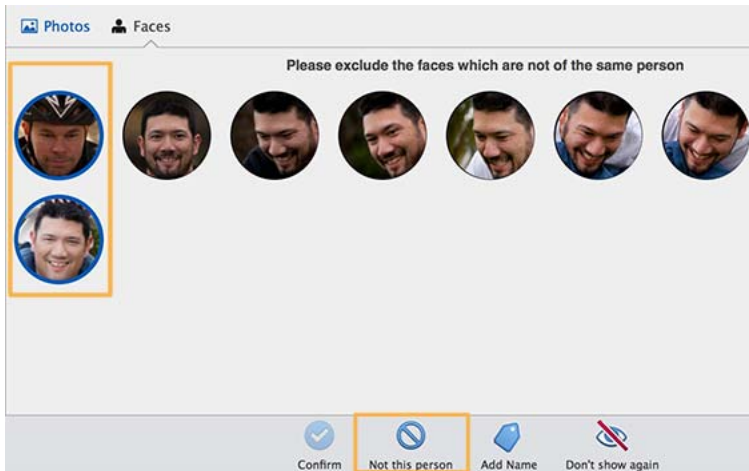 Photos Faces
Please exclude the faces which are not of the same person
Confirm Not this person Add Name Don't show again